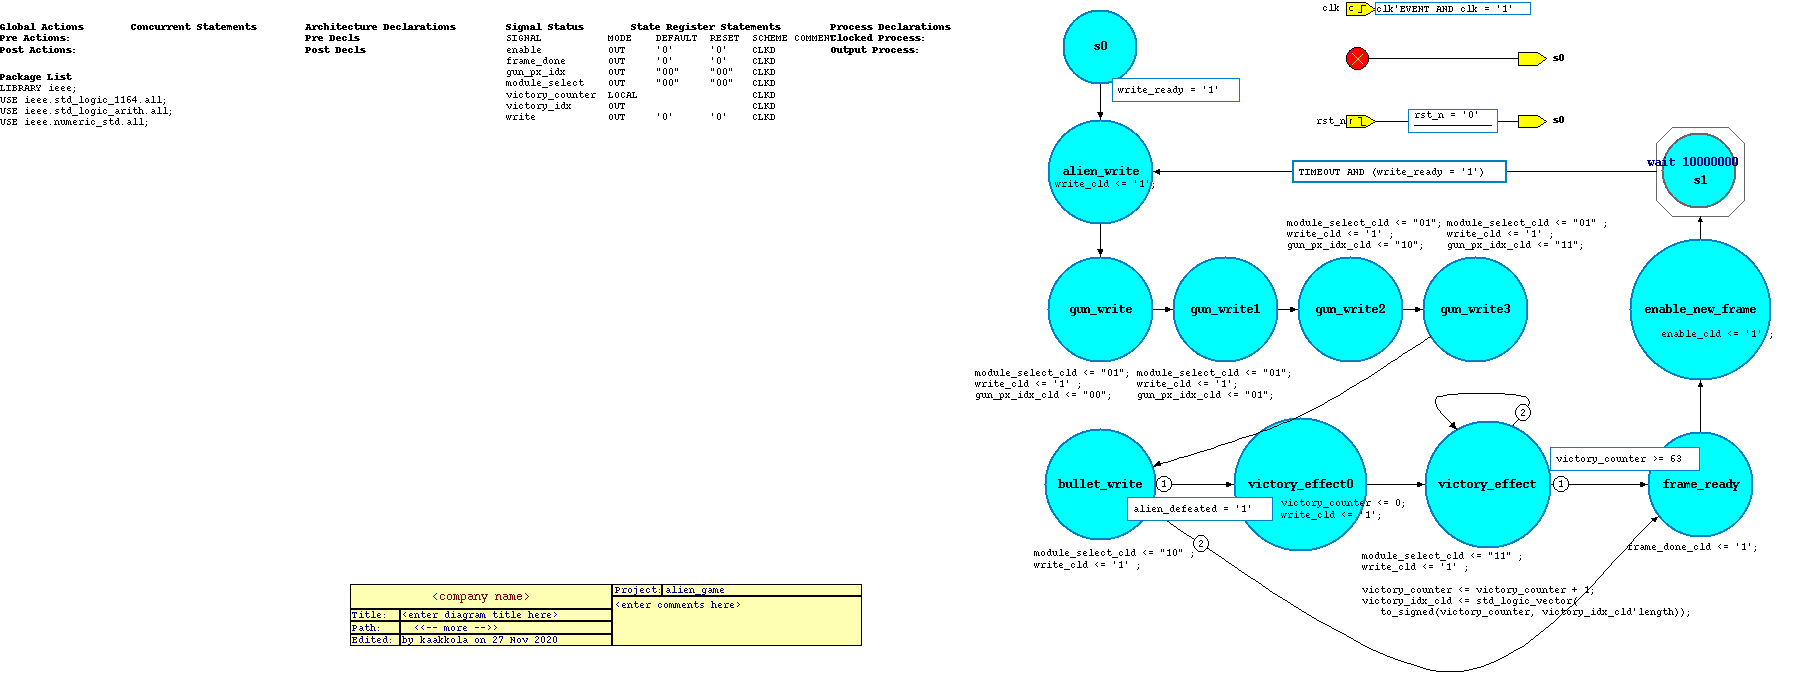 Global Actions
Pre Actions:
Post Actions:
Concurrent Statements
Architecture Declarations
Pre Decls
Post Decls
Signal Status State Register Statements
SIGNAL MODE DEFAULT RESET SCHEME COMMENT
enable OUT '0' '0' CLKD
frame_done OUT '0' '0' CLKD
gun_px_idx OUT "00" "00" CLKD
module_select OUT "00" "00" CLKD
victory_counter LOCAL CLKD
victory_idx OUT CLKD
write OUT '0' '0' CLKD
Process Declarations
Clocked Process:
Output Process:
Package List
LIBRARY ieee;
USE ieee.std_logic_1164.all;
USE ieee.std_logic_arith.all;
USE ieee.numeric_std.all;
clk C clk'EVENT AND clk = '1'
s0
rst_n r rst_n = '0' s0
s0
write_ready = '1'
alien_write
write_cld <= '1';
TIMEOUT AND (write_ready = '1')
wait 10000000
s1
module_select_cld <= "01";
write_cld <= '1' ;
gun_px_idx_cld <= "10";
module_select_cld <= "01" ;
write_cld <= '1' ;
gun_px_idx_cld <= "11";
gun_write
gun_write1
gun_write2
gun_write3
enable_new_frame
enable_cld <= '1' ;
module_select_cld <= "01";
write_cld <= '1' ;
gun_px_idx_cld <= "00";
module_select_cld <= "01";
write_cld <= '1';
gun_px_idx_cld <= "01";
2
victory_counter >= 63
bullet_write
1
alien_defeated = '1'
victory_effect0
victory_counter <= 0;
write_cld <= '1';
victory_effect
1
frame_ready
2
module_select_cld <= "10" ;
write_cld <= '1' ;
frame_done_cld <= '1';
module_select_cld <= "11" ;
write_cld <= '1' ;
victory_counter <= victory_counter + 1;
victory_idx_cld <= std_logic_vector(
to_signed(victory_counter, victory_idx_cld'length));
<company name>
Title: <enter diagram title here>
Path: <<-- more -->>
Edited: by kaakkola on 27 Nov 2020
Project: alien_game
<enter comments here>